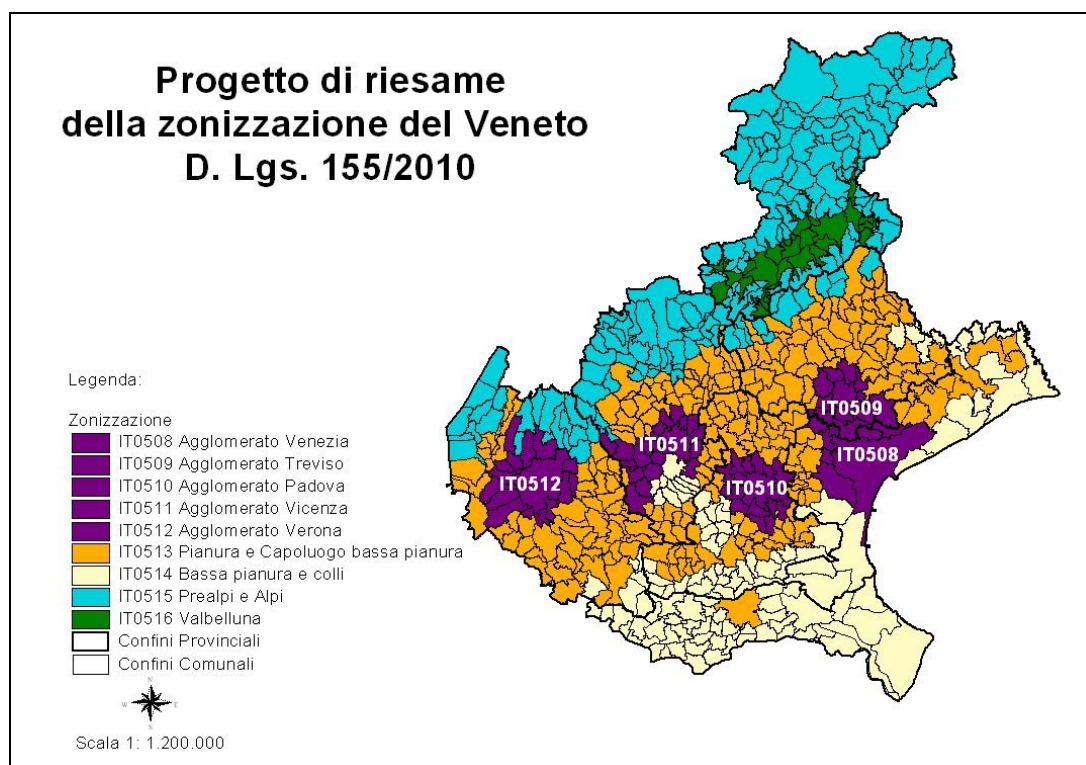 Progetto di riesame
della zonizzazione del Veneto
D. Lgs. 155/2010
Legenda:
Zonizzazione
IT0508 Agglomerato Venezia
IT0509 Agglomerato Treviso
IT0510 Agglomerato Padova
IT0511 Agglomerato Vicenza
IT0512 Agglomerato Verona
IT0513 Pianura e Capoluogo bassa pianura
IT0514 Bassa pianura e colli
IT0515 Prealpi e Alpi
IT0516 Valbelluna
Confini Provinciali
Confini Comunali
N
W
E
S
Scala 1: 1.200.000
IT0509
IT0511
IT0508
IT0512
IT0510